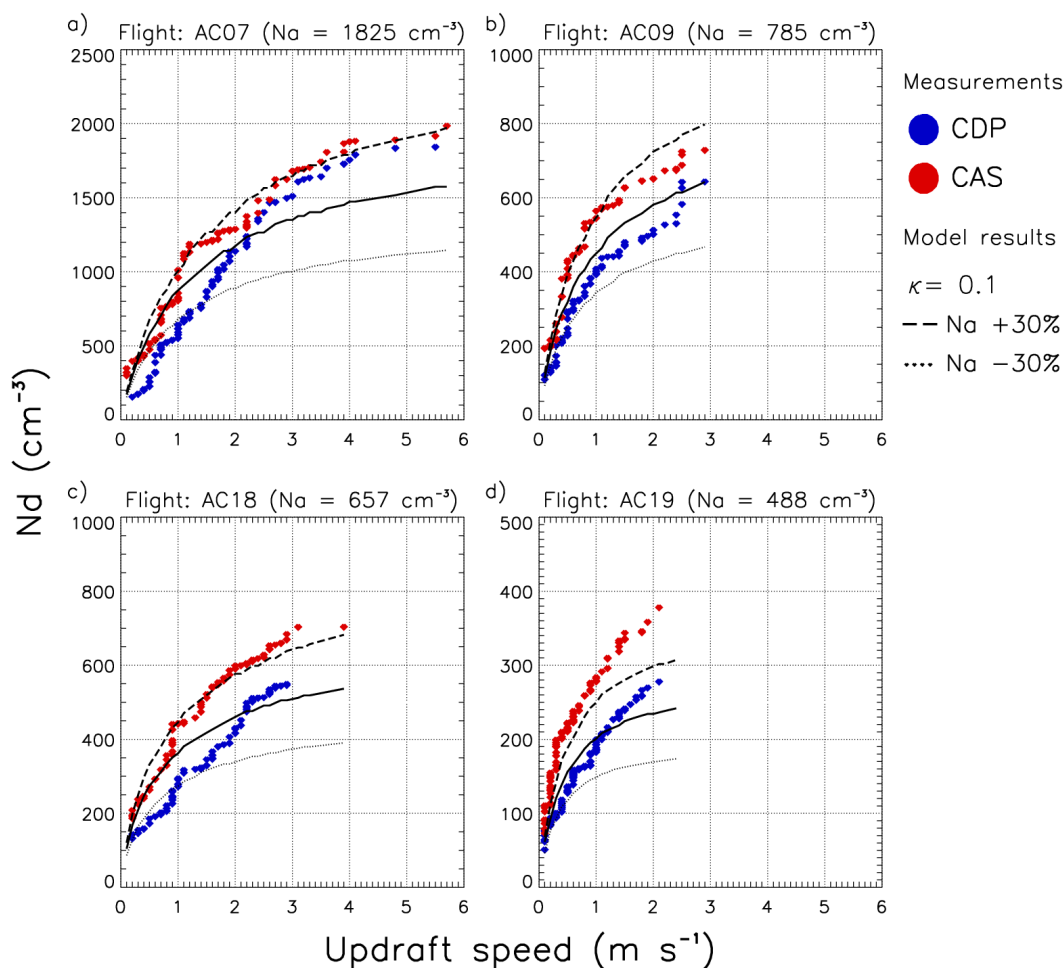 a) Flight: AC07 (Na = 1825 cm⁻³)
2500
2000
1500
1000
500
0
0 1 2 3 4 5 6
b) Flight: AC09 (Na = 785 cm⁻³)
1000
800
600
400
200
0
0 1 2 3 4 5 6
Measurements
CDP
CAS
Model results
κ= 0.1
Na +30%
Na −30%
c) Flight: AC18 (Na = 657 cm⁻³)
1000
800
600
400
200
0
0 1 2 3 4 5 6
d) Flight: AC19 (Na = 488 cm⁻³)
500
400
300
200
100
0
0 1 2 3 4 5 6
Nd (cm⁻³)
Updraft speed (m s⁻¹)